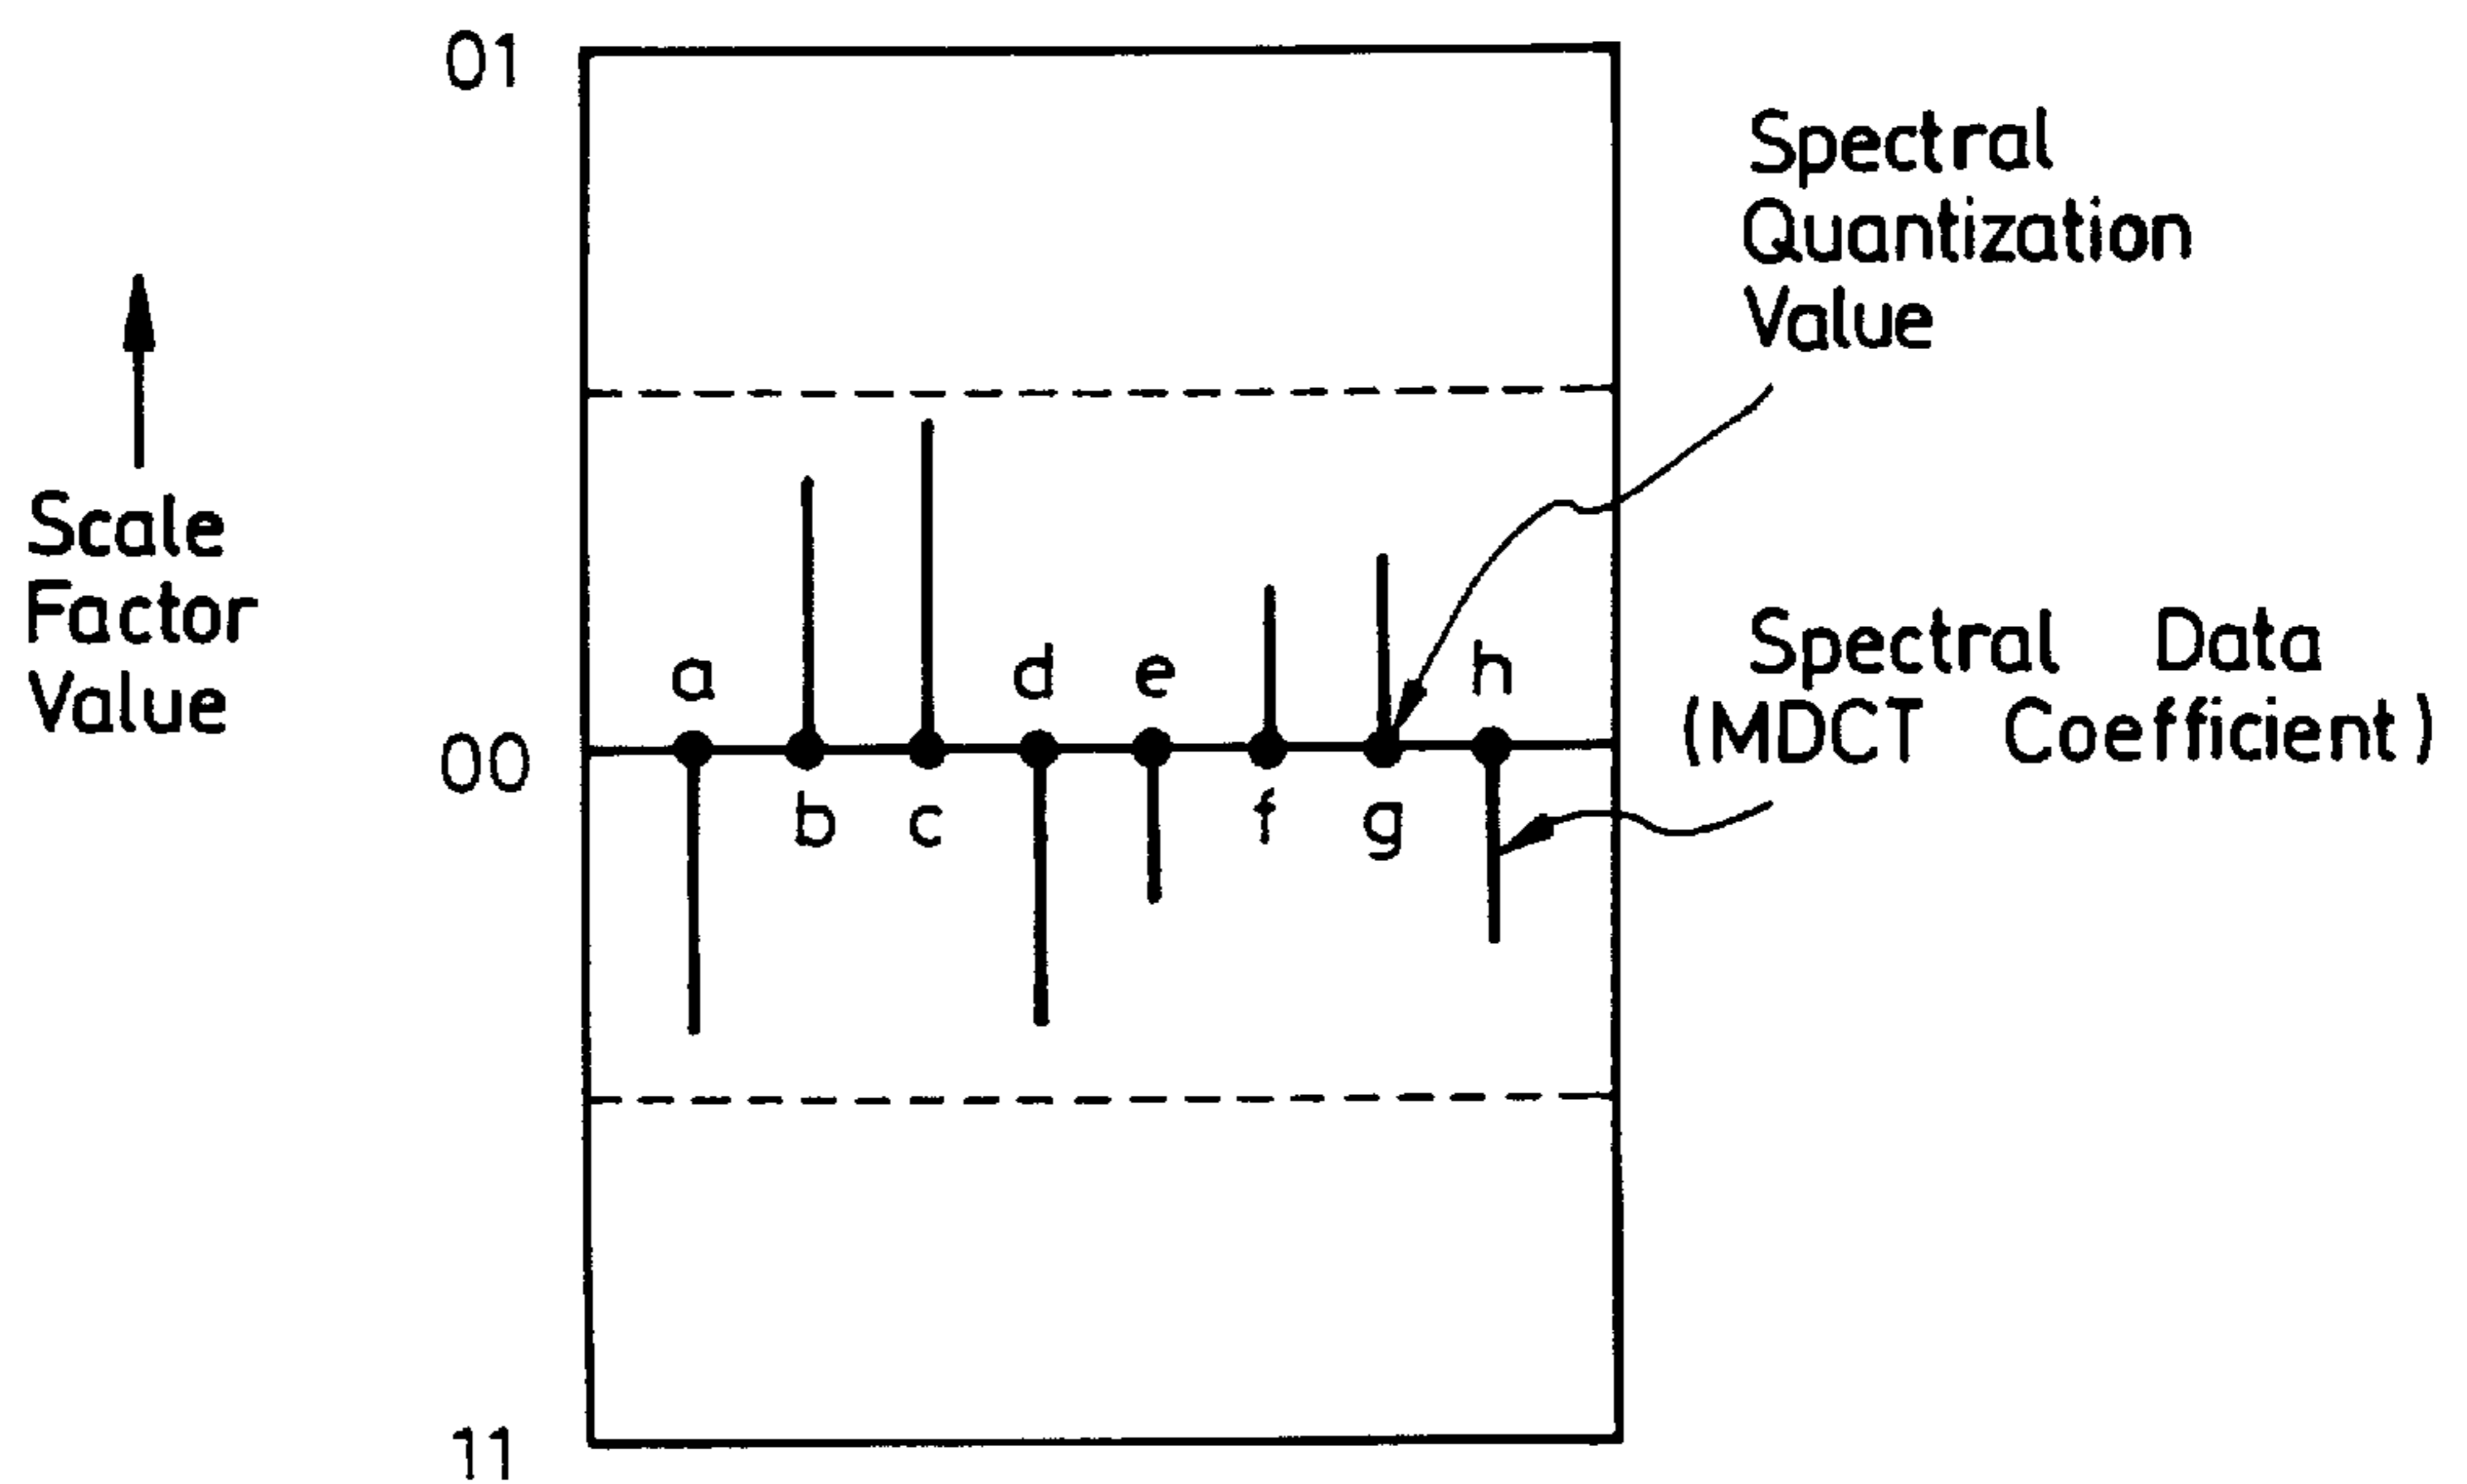 01
Spectral
Quantization
Value
Scale
Factor
Value
a
d
e
h
Spectral Data
(MDCT Coefficient)
00
b
c
f
g
11